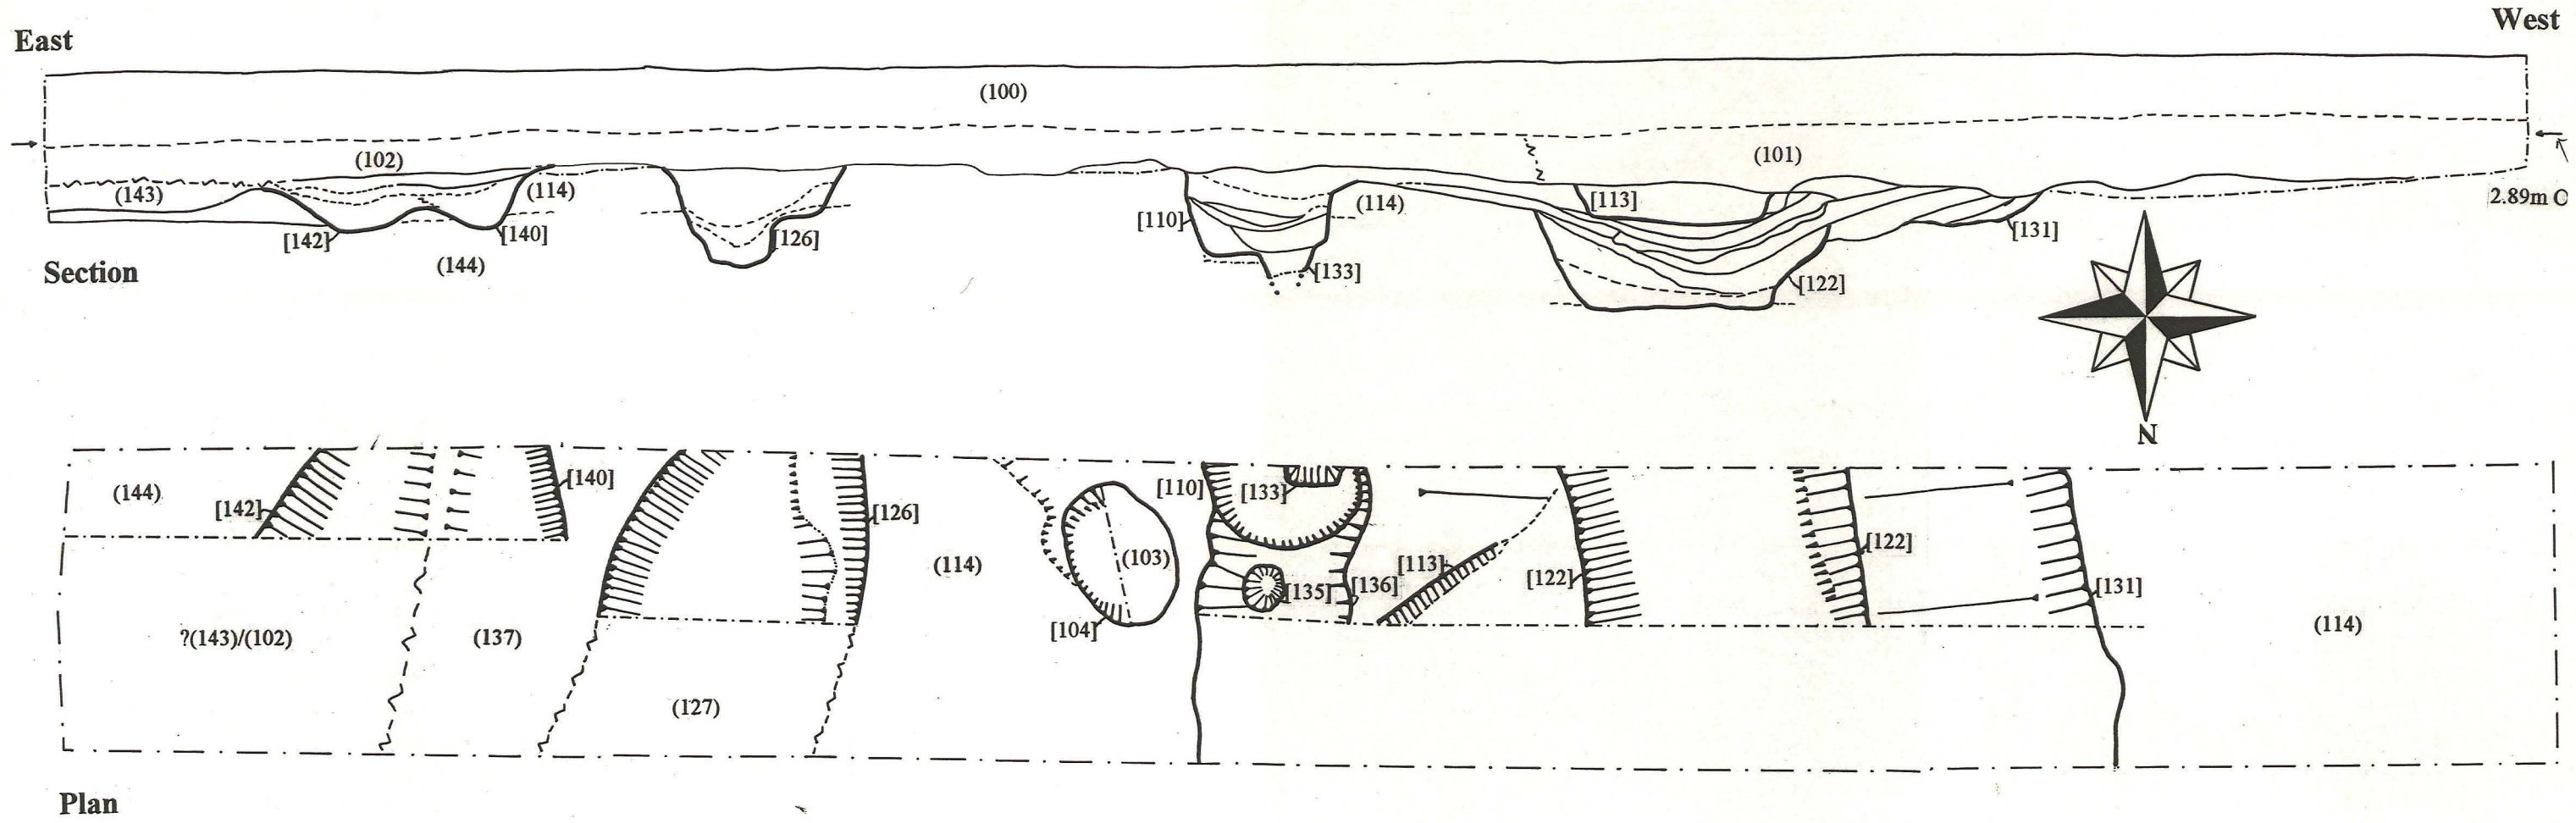 East West
(100)
(102) (101)
(143) (114) [113] (114) 2.89m O
[142] [140] [126] [110] [131]
Section (144) [133] [122]
N
(144) [142] [140] [126] [110] [133] [122]
(114) (103) [113] [122] [131]
[135] [136]
[104]
?(143)/(102) (137) (114)
(127)
Plan